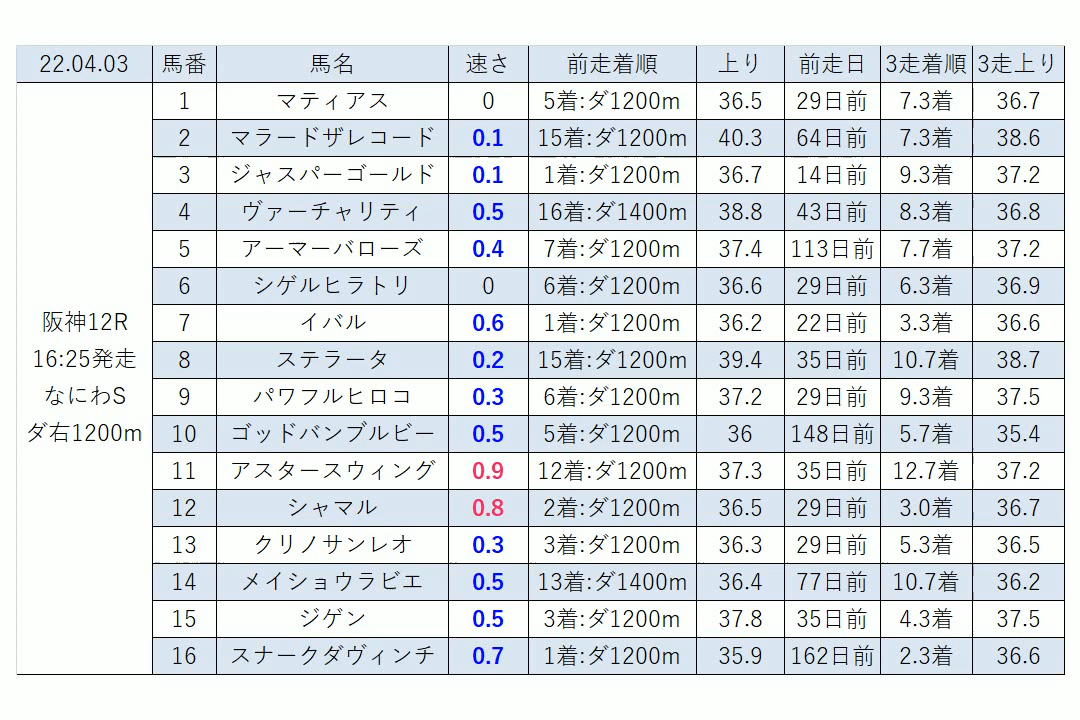 22.04.03 馬番 馬名 速さ 前走着順 上り 前走日 3走着順 3走上り
1 マティアス 0 5着:ダ1200m 36.5 29日前 7.3着 36.7
2 マラードザレコード 0.1 15着:ダ1200m 40.3 64日前 7.3着 38.6
3 ジャスパーゴールド 0.1 1着:ダ1200m 36.7 14日前 9.3着 37.2
4 ヴァーチャリティ 0.5 16着:ダ1400m 38.8 43日前 8.3着 36.8
5 アーマーバローズ 0.4 7着:ダ1200m 37.4 113日前 7.7着 37.2
6 シゲルヒラトリ 0 6着:ダ1200m 36.6 29日前 6.3着 36.9
阪神12R
7 イバル 0.6 1着:ダ1200m 36.2 22日前 3.3着 36.6
16:25発走
8 ステラータ 0.2 15着:ダ1200m 39.4 35日前 10.7着 38.7
なにわS
9 パワフルヒロコ 0.3 6着:ダ1200m 37.2 29日前 9.3着 37.5
ダ右1200m
10 ゴッドバンブルビー 0.5 5着:ダ1200m 36 148日前 5.7着 35.4
11 アスタースウィング 0.9 12着:ダ1200m 37.3 35日前 12.7着 37.2
12 シャマル 0.8 2着:ダ1200m 36.5 29日前 3.0着 36.7
13 クリノサンレオ 0.3 3着:ダ1200m 36.3 29日前 5.3着 36.5
14 メイショウラビエ 0.5 13着:ダ1400m 36.4 77日前 10.7着 36.2
15 ジゲン 0.5 3着:ダ1200m 37.8 35日前 4.3着 37.5
16 スナークダヴィンチ 0.7 1着:ダ1200m 35.9 162日前 2.3着 36.6